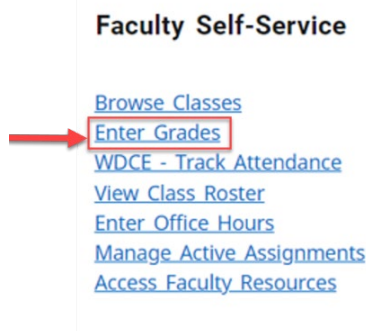 Faculty Self-Service
Browse Classes
Enter Grades
WDCE - Track Attendance
View Class Roster
Enter Office Hours
Manage Active Assignments
Access Faculty Resources